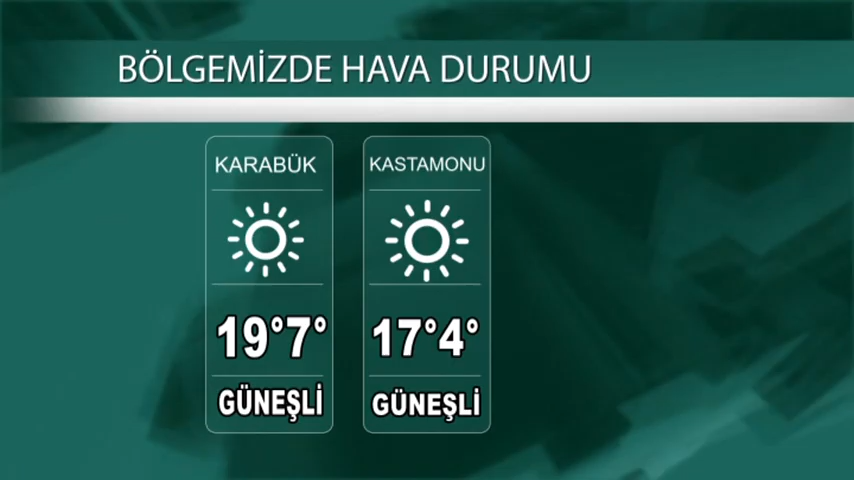 BÖLGEMİZDE HAVA DURUMU
KARABÜK
19°7°
GÜNEŞLİ
KASTAMONU
17°4°
GÜNEŞLİ